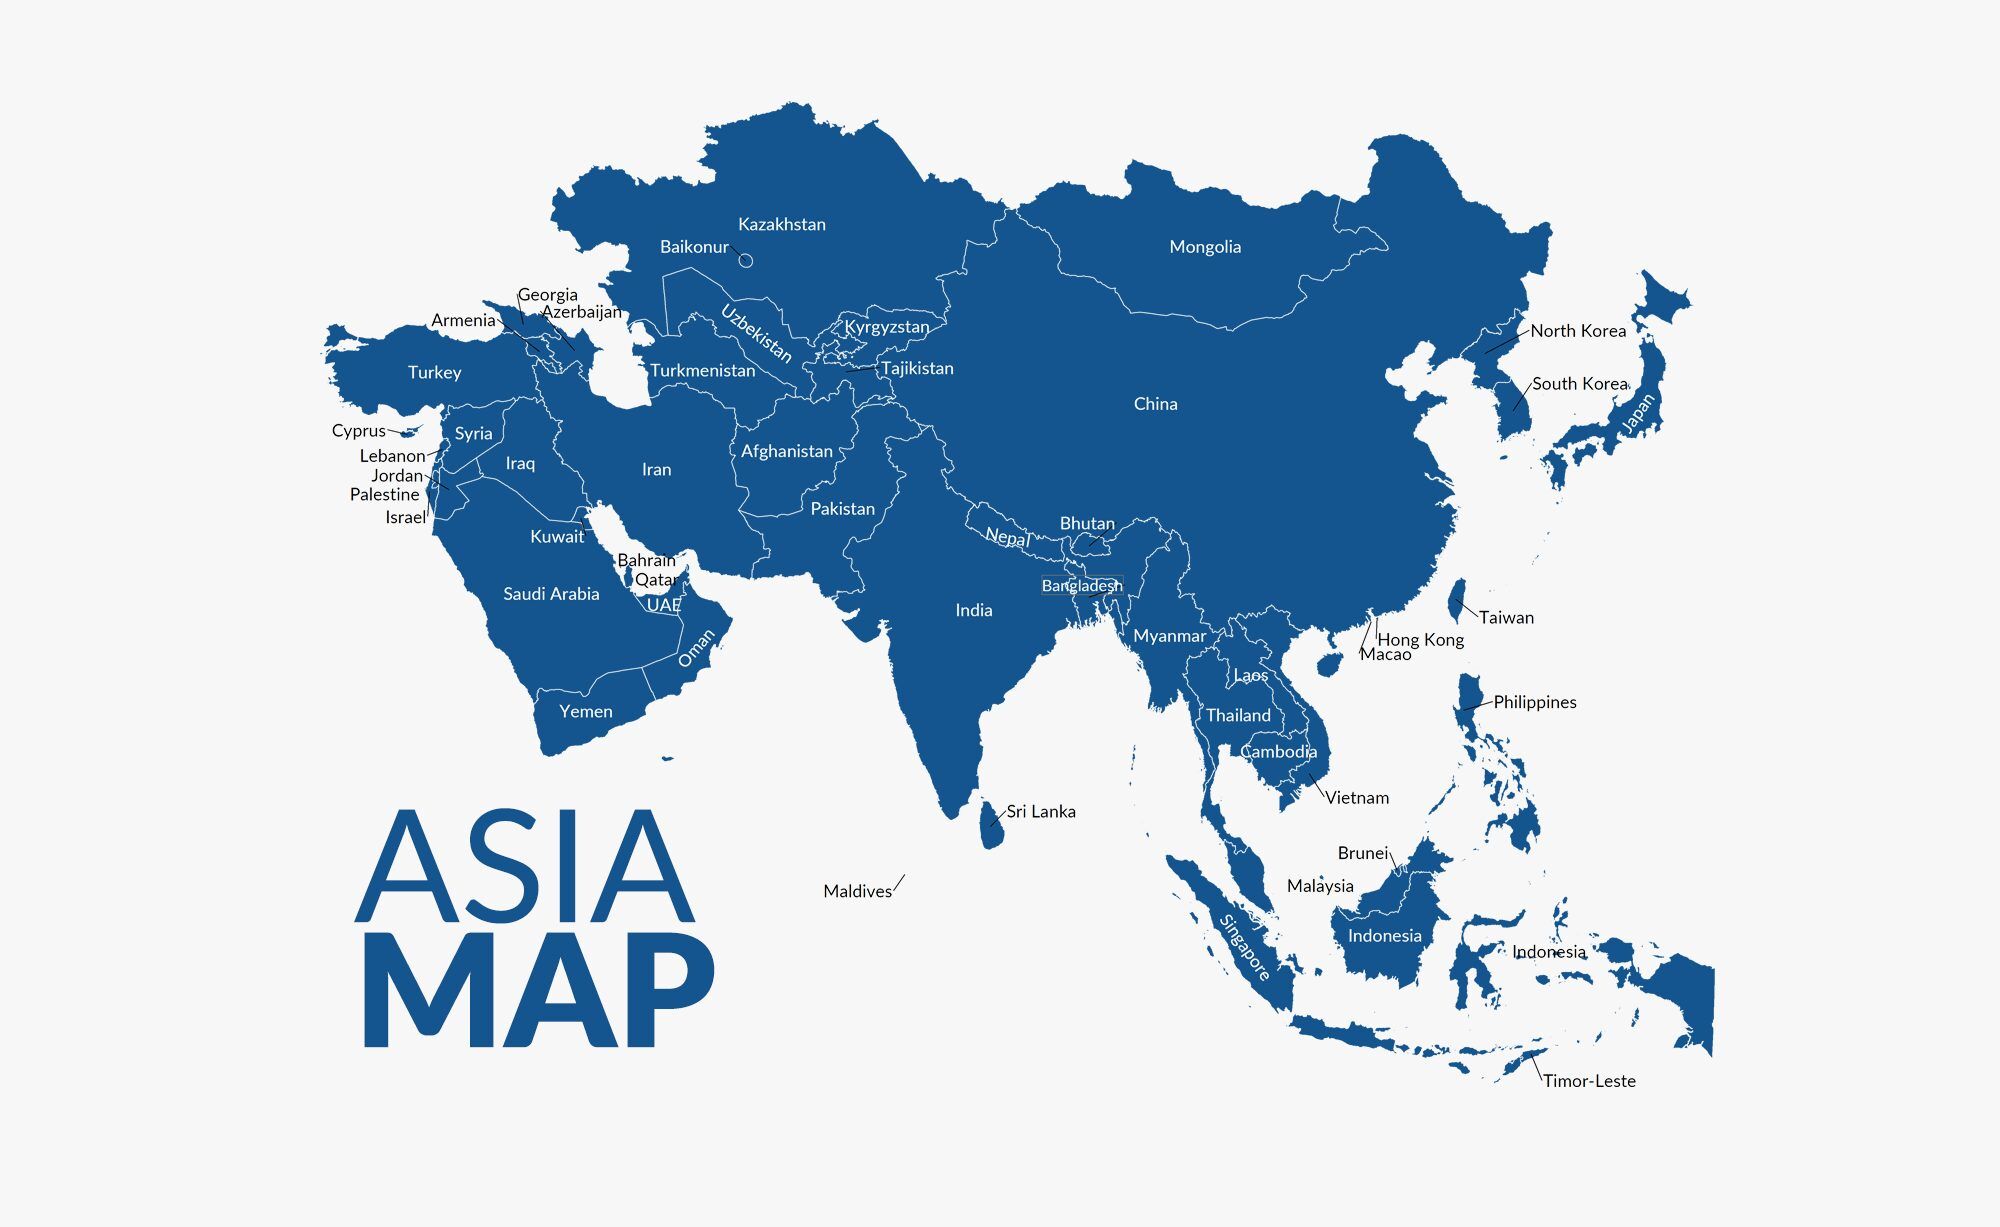 Kazakhstan
Baikonur
Mongolia
Georgia
Azerbaijan
Armenia
Uzbekistan
Kyrgyzstan
North Korea
Turkey
Turkmenistan
Tajikistan
South Korea
China
Japan
Cyprus
Syria
Lebanon
Iraq
Iran
Afghanistan
Jordan
Palestine
Israel
Pakistan
Kuwait
Bhutan
Nepal
Bahrain
Qatar
Bangladesh
Saudi Arabia
UAE
India
Oman
Taiwan
Myanmar
Hong Kong
Macao
Laos
Yemen
Thailand
Philippines
Cambodia
Vietnam
Sri Lanka
Brunei
Maldives
Malaysia
Singapore
Indonesia
Indonesia
Timor-Leste
ASIA
MAP